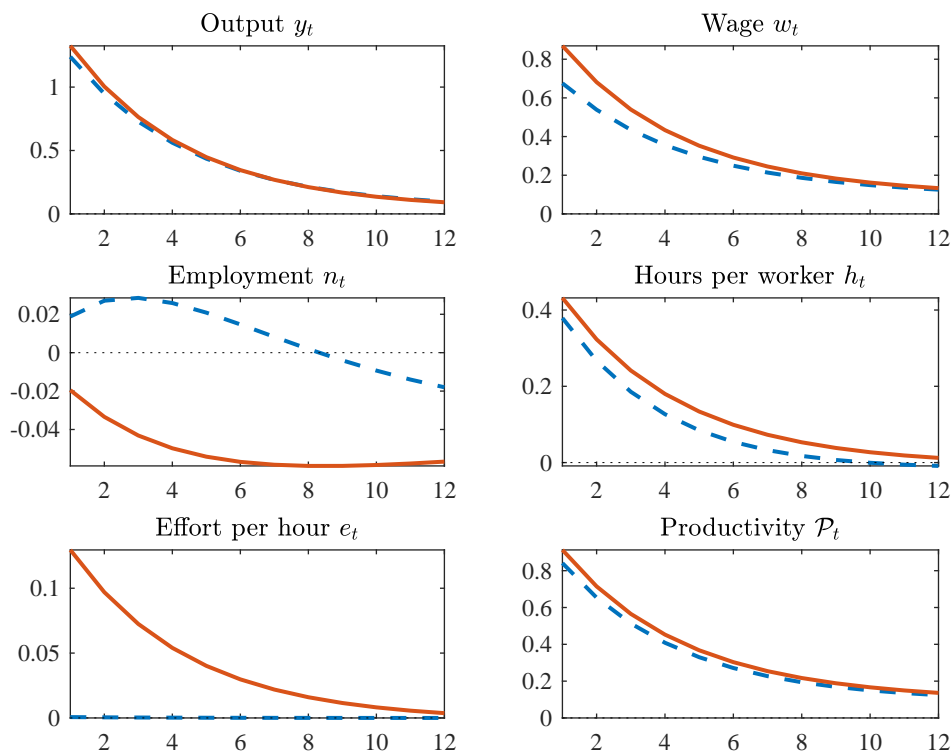 Output y_t
1
0.5
0
2 4 6 8 10 12
Wage w_t
0.8
0.6
0.4
0.2
0
2 4 6 8 10 12
Employment n_t
0.02
0
-0.02
-0.04
2 4 6 8 10 12
Hours per worker h_t
0.4
0.2
0
2 4 6 8 10 12
Effort per hour e_t
0.1
0.05
0
2 4 6 8 10 12
Productivity 𝒫_t
0.8
0.6
0.4
0.2
0
2 4 6 8 10 12